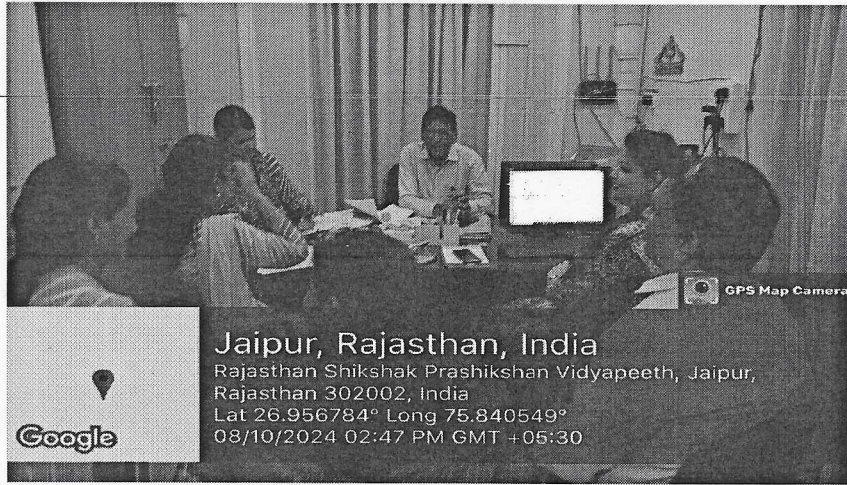 GPS Map Camera
Jaipur, Rajasthan, India
Rajasthan Shikshak Prashikshan Vidyapeeth, Jaipur,
Rajasthan 302002, India
Lat 26.956784° Long 75.840549°
08/10/2024 02:47 PM GMT +05:30
Google